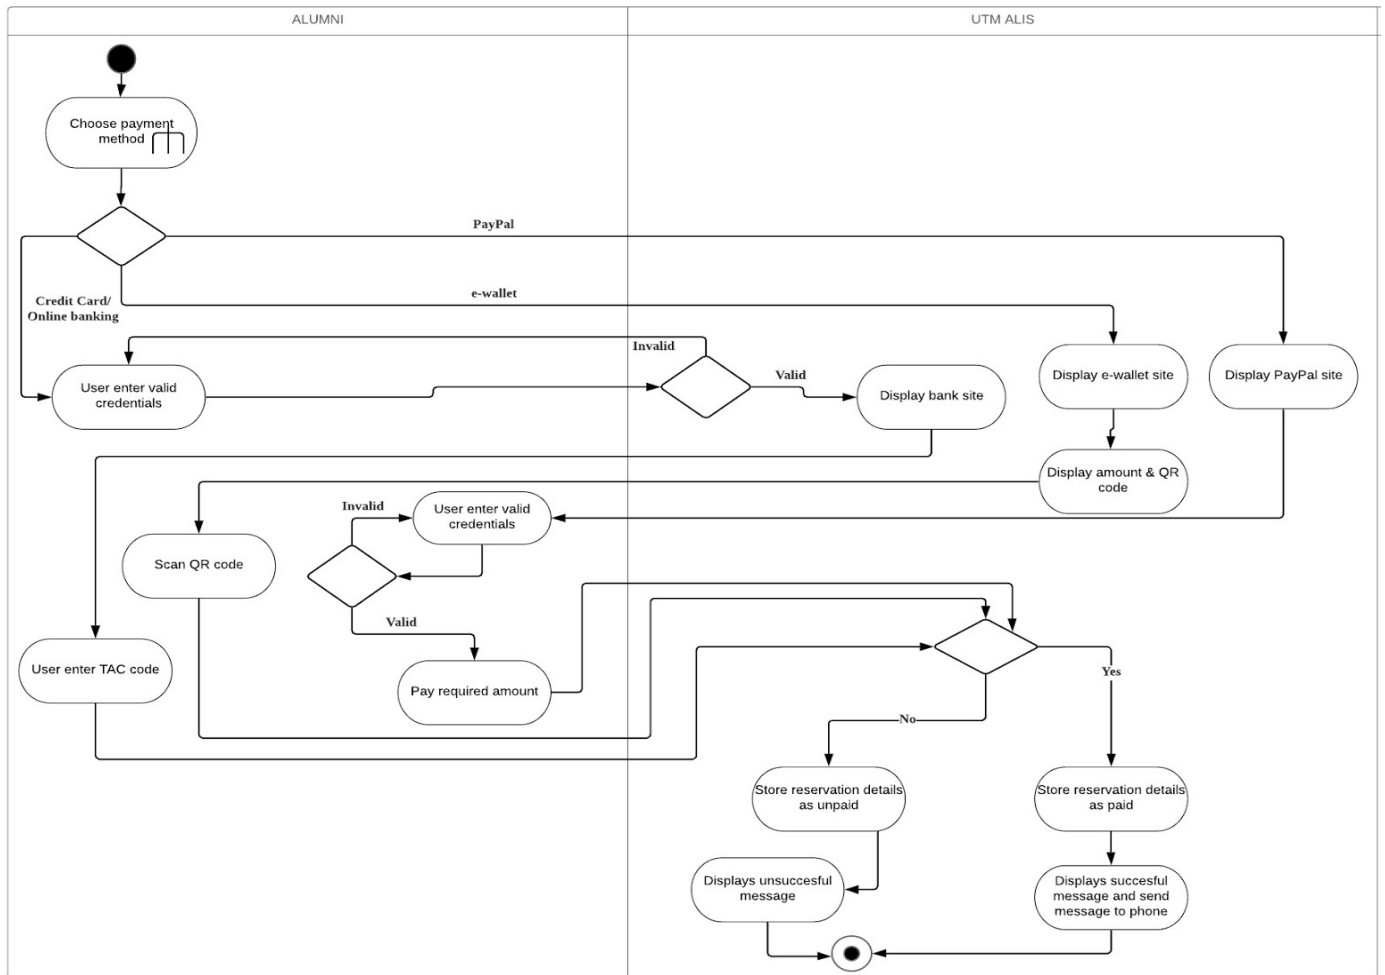 ALUMNI
UTM ALIS
Choose payment
method
PayPal
e-wallet
Credit Card/
Online banking
Invalid
Valid
User enter valid
credentials
Display bank site
Display e-wallet site
Display PayPal site
Display amount & QR
code
Invalid
User enter valid
credentials
Scan QR code
Valid
User enter TAC code
Pay required amount
Yes
No
Store reservation details
as unpaid
Store reservation details
as paid
Displays unsuccesful
message
Displays succesful
message and send
message to phone